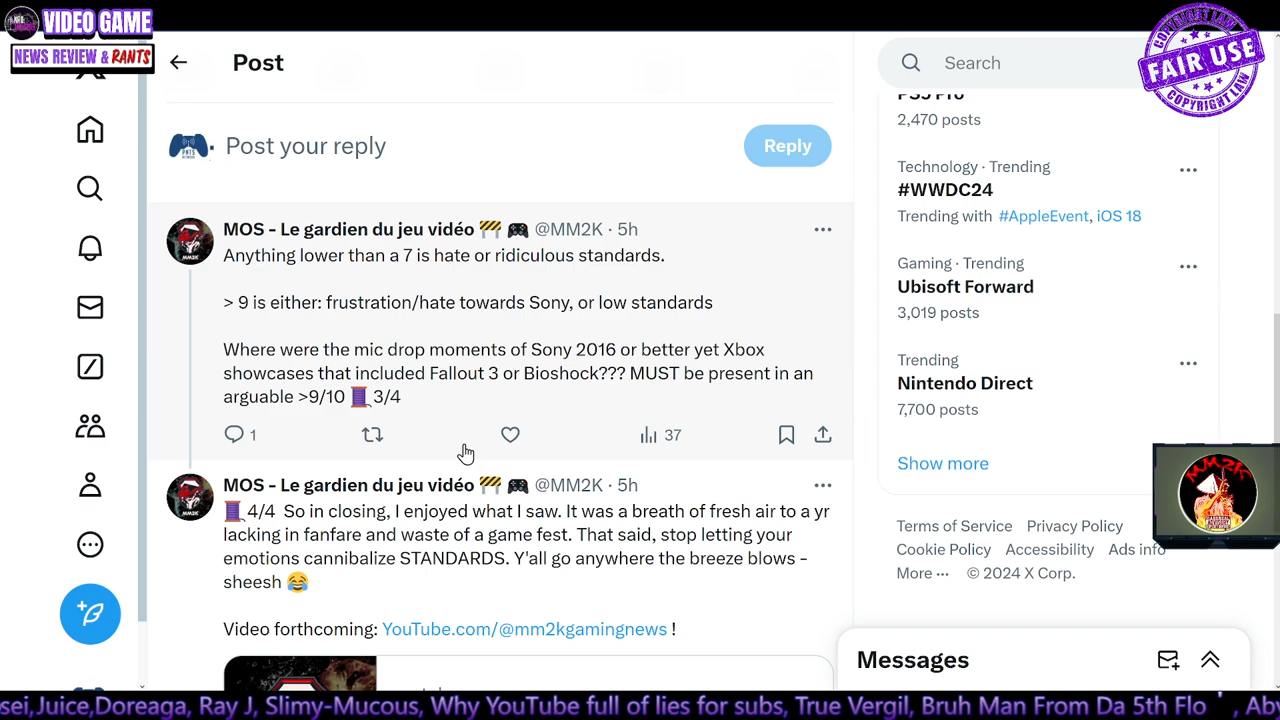 VIDEO GAME
NEWS REVIEW & RANTS
Post
Post your reply
Reply
MOS - Le gardien du jeu vidéo 🚧 🎮 @MM2K · 5h
Anything lower than a 7 is hate or ridiculous standards.
> 9 is either: frustration/hate towards Sony, or low standards
Where were the mic drop moments of Sony 2016 or better yet Xbox
showcases that included Fallout 3 or Bioshock??? MUST be present in an
arguable >9/10 🧵3/4
1
37
MOS - Le gardien du jeu vidéo 🚧 🎮 @MM2K · 5h
🧵4/4 So in closing, I enjoyed what I saw. It was a breath of fresh air to a yr
lacking in fanfare and waste of a game fest. That said, stop letting your
emotions cannibalize STANDARDS. Y'all go anywhere the breeze blows -
sheesh 😂
Video forthcoming: YouTube.com/@mm2kgamingnews !
Search
COPYRIGHT LAW
FAIR USE
COPYRIGHT LAW
PS5 Pro
2,470 posts
Technology · Trending
#WWDC24
Trending with #AppleEvent, iOS 18
Gaming · Trending
Ubisoft Forward
3,019 posts
Trending
Nintendo Direct
7,700 posts
Show more
MM2K
Terms of Service Privacy Policy
Cookie Policy Accessibility Ads info
More ··· © 2024 X Corp.
Messages
sei,Juice,Doreaga, Ray J, Slimy-Mucous, Why YouTube full of lies for subs, True Vergil, Bruh Man From Da 5th Flo ' , Ab